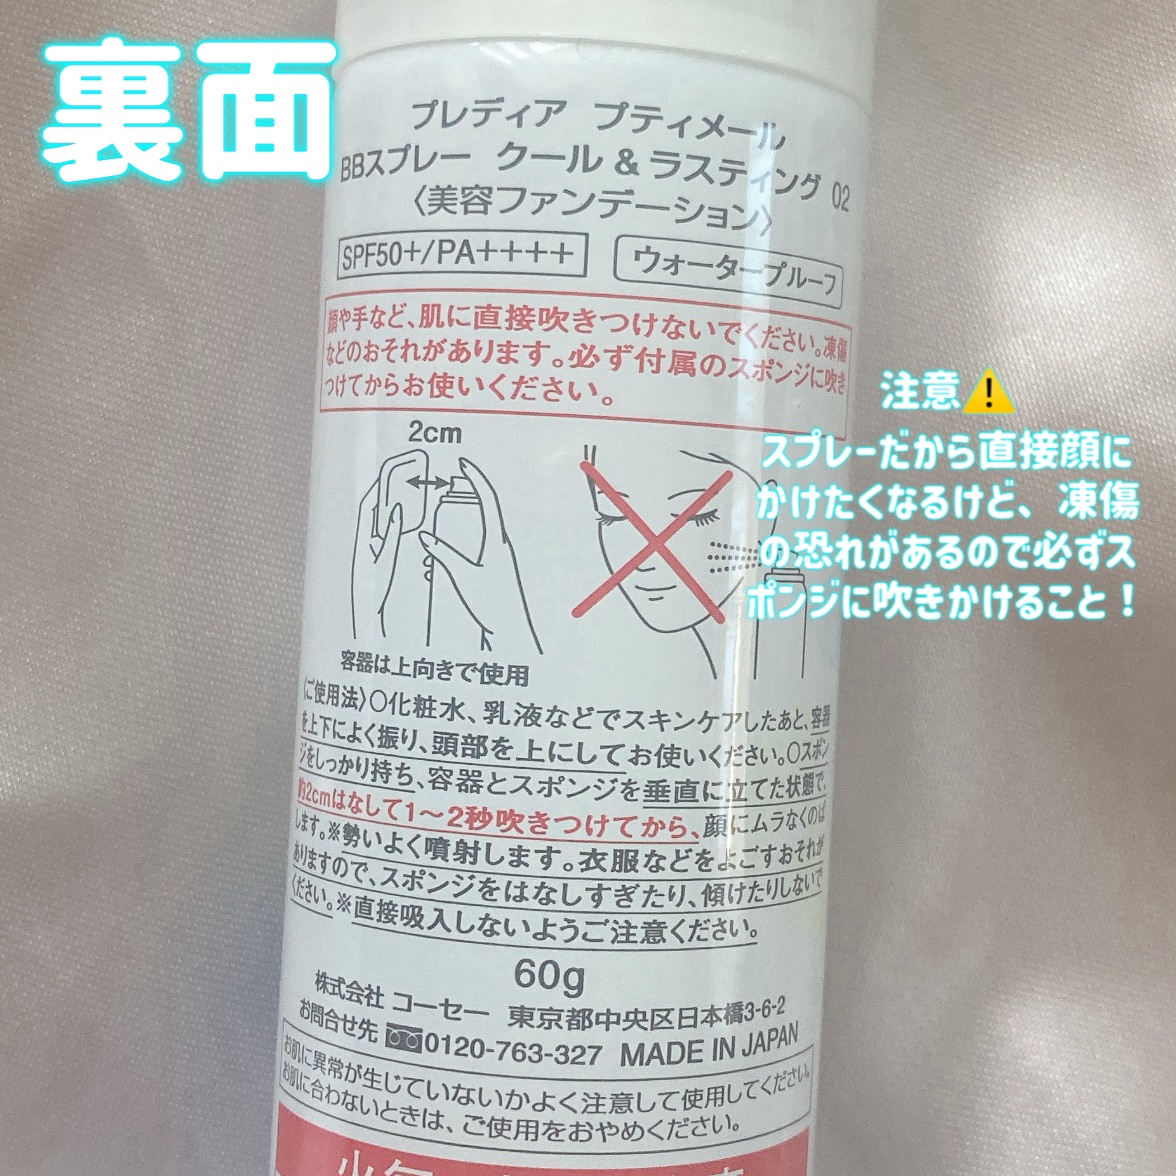 裏面
プレディア プティメール
BBスプレー クール & ラスティング 02
〈美容ファンデーション〉
SPF50+/PA++++ ウォータープルーフ
顔や手など、肌に直接吹きつけないでください。凍傷
などのおそれがあります。必ず付属のスポンジに吹き
つけてからお使いください。
注意⚠️
スプレーだから直接顔に
かけたくなるけど、凍傷
の恐れがあるので必ずス
ポンジに吹きかけること！
2cm
容器は上向きで使用
〈ご使用法〉○化粧水、乳液などでスキンケアしたあと、容器
を上下によく振り、頭部を上にしてお使いください。○スポン
ジをしっかり持ち、容器とスポンジを垂直に立てた状態で、
約2cmはなして1〜2秒吹きつけてから、顔にムラなくのば
します。※勢いよく噴射します。衣服などをよごすおそれが
ありますので、スポンジをはなしすぎたり、傾けたりしないで
ください。※直接吸入しないようご注意ください。
60g
株式会社 コーセー 東京都中央区日本橋3-6-2
お問合せ先 0120-763-327 MADE IN JAPAN
お肌に異常が生じていないかよく注意して使用してください。
お肌に合わないときは、ご使用をおやめください。